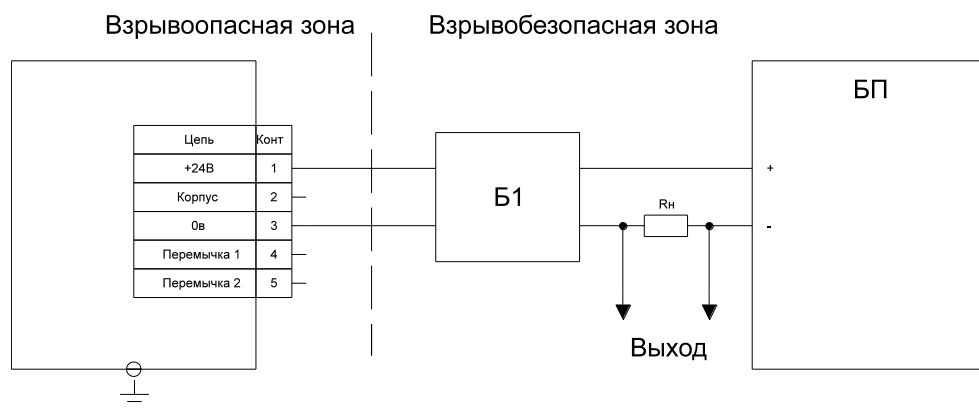 Взрывоопасная зона
Взрывобезопасная зона
БП
Цепь Конт
+24В 1
Корпус 2
0в 3
Перемычка 1 4
Перемычка 2 5
Б1
+
Rн
-
Выход